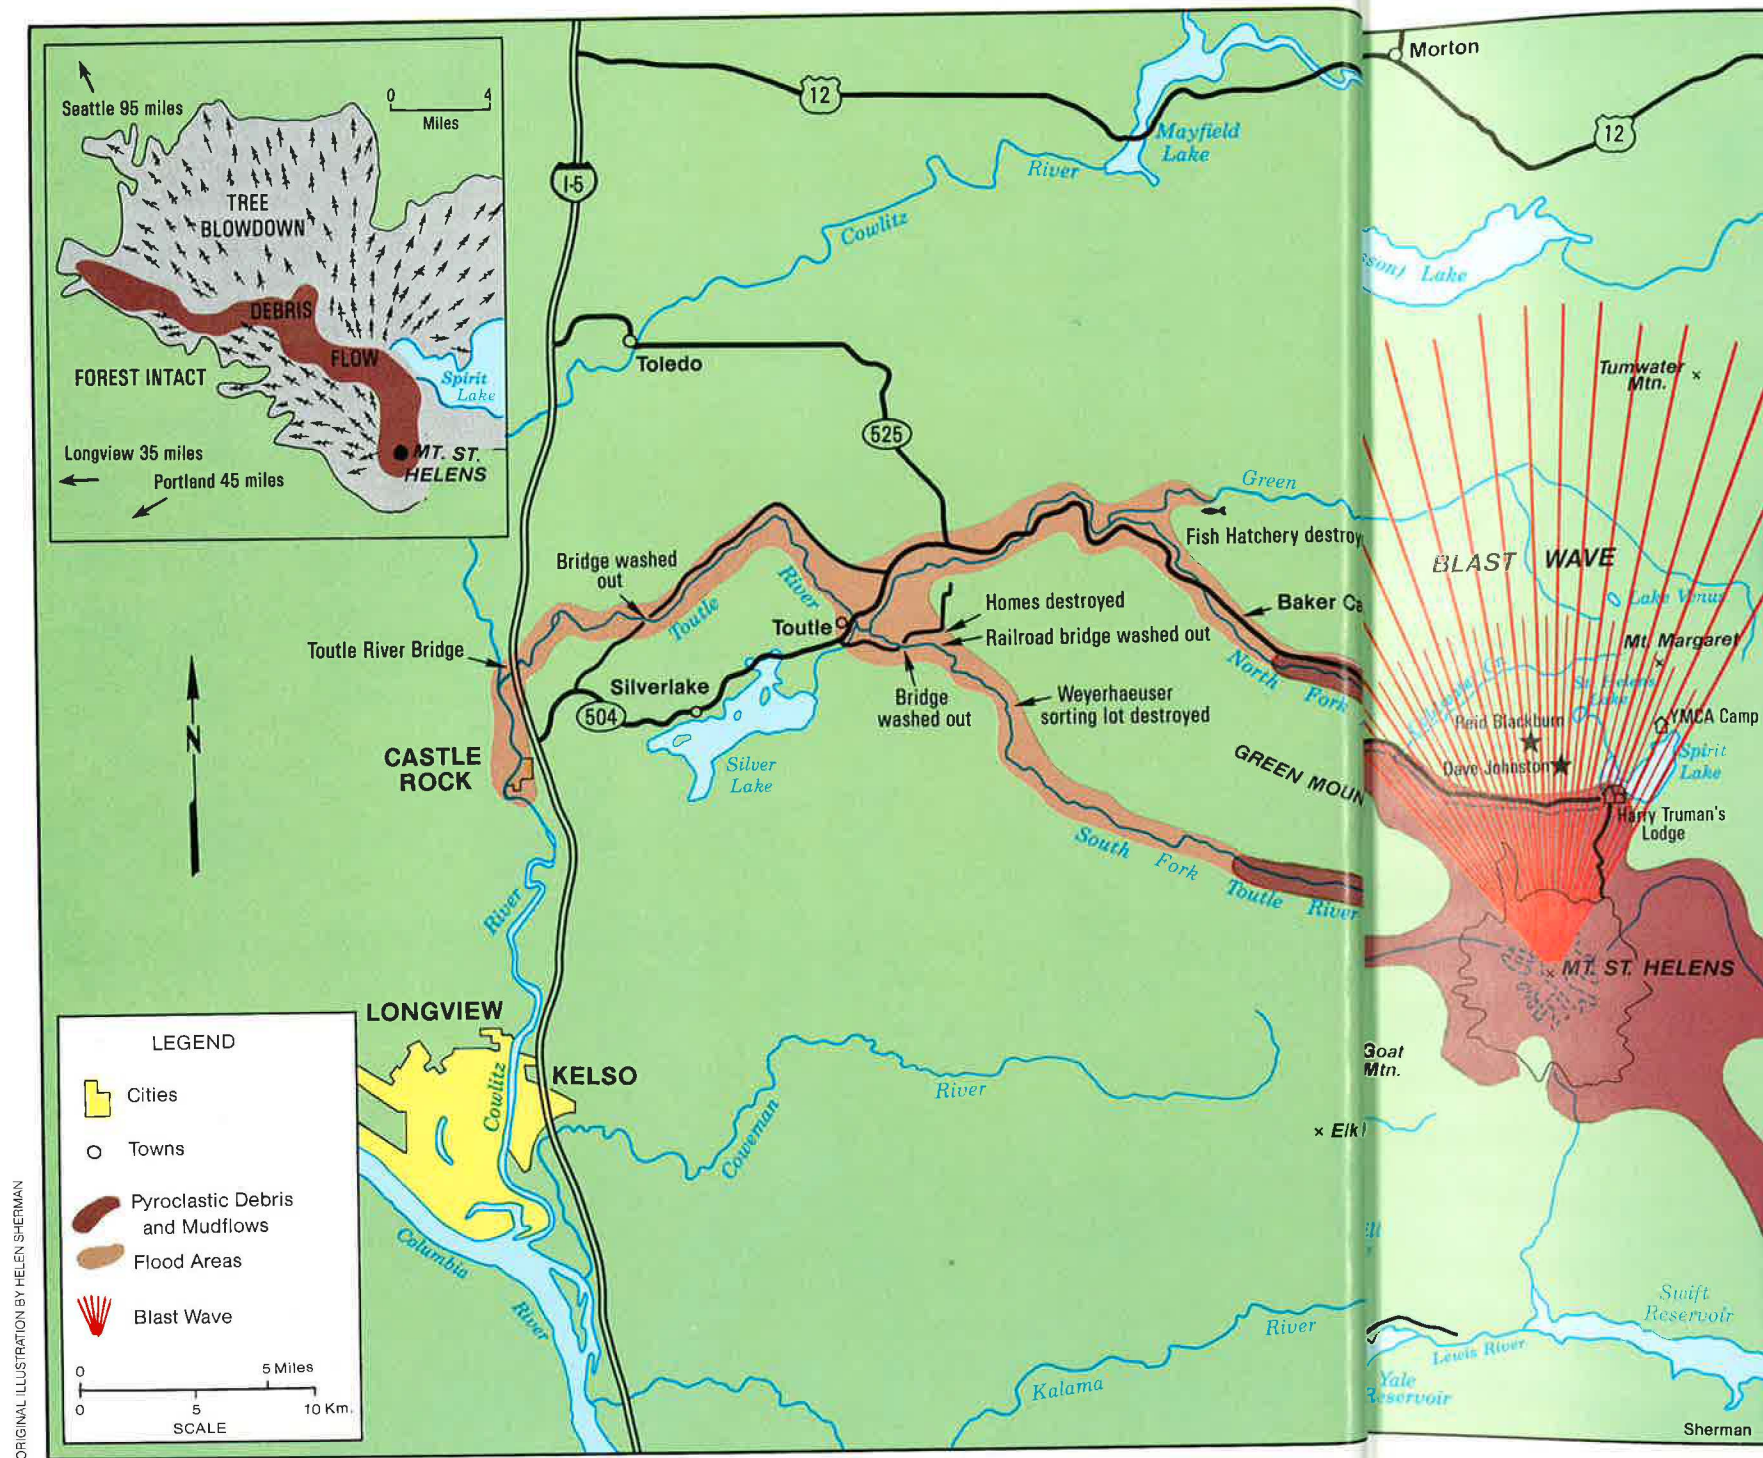 Seattle 95 miles
0 4
Miles
TREE
BLOWDOWN
DEBRIS
FLOW
FOREST INTACT
Spirit
Lake
Longview 35 miles
Portland 45 miles
MT. ST.
HELENS
12
Mayfield
Lake
River
Cowlitz
I-5
Toledo
525
Green
Fish Hatchery
Bridge washed
out
River
Toutle
Toutle River Bridge
Toutle
Homes destroyed
Railroad bridge washed out
Baker
Silverlake
504
Bridge
washed out
Weyerhaeuser
sorting lot destroyed
North Fork
N
CASTLE
ROCK
Silver
Lake
GREEN
South Fork Toutle River
River
LONGVIEW
KELSO
Cowlitz
Coweman
River
Elk
Columbia
River
Kalama
River
LEGEND
Cities
Towns
Pyroclastic Debris
and Mudflows
Flood Areas
Blast Wave
0 5 Miles
0 5 10 Km.
SCALE
ORIGINAL ILLUSTRATION BY HELEN SHERMAN
Morton
12
Lake
Tumwater
Mtn.
BLAST WAVE
Lake Venus
Mt. Margaret
St. Helens
Lake
Reid Blackburn
YMCA Camp
Dave Johnston
Spirit
Lake
Harry Truman's
Lodge
MT. ST. HELENS
Goat
Mtn.
Swift
Reservoir
Lewis River
Yale
Reservoir
Sherman